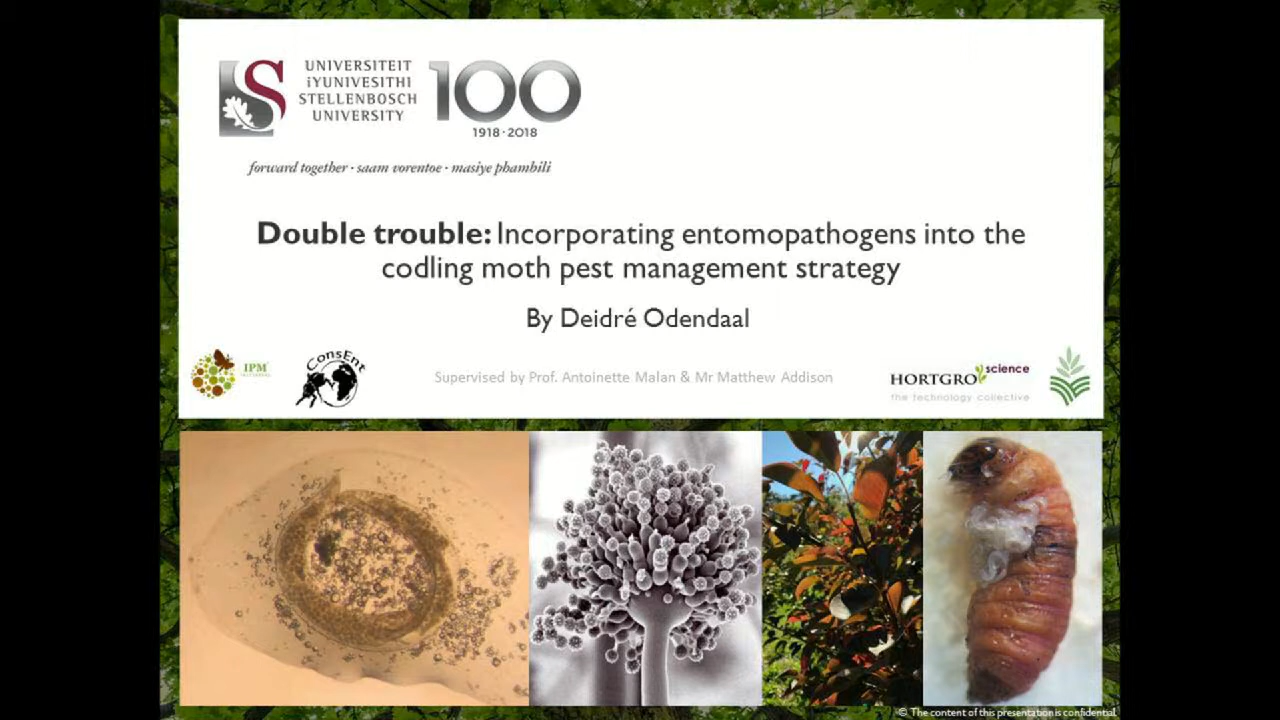 UNIVERSITEIT
iYUNIVESITHI
STELLENBOSCH
UNIVERSITY
100
1918·2018
forward together · saam vorentoe · masiye phambili
Double trouble: Incorporating entomopathogens into the
codling moth pest management strategy
By Deidré Odendaal
IPM
ConsEnt
Supervised by Prof. Antoinette Malan & Mr Matthew Addison
HORTGRO science
the technology collective
© The content of this presentation is confidential.